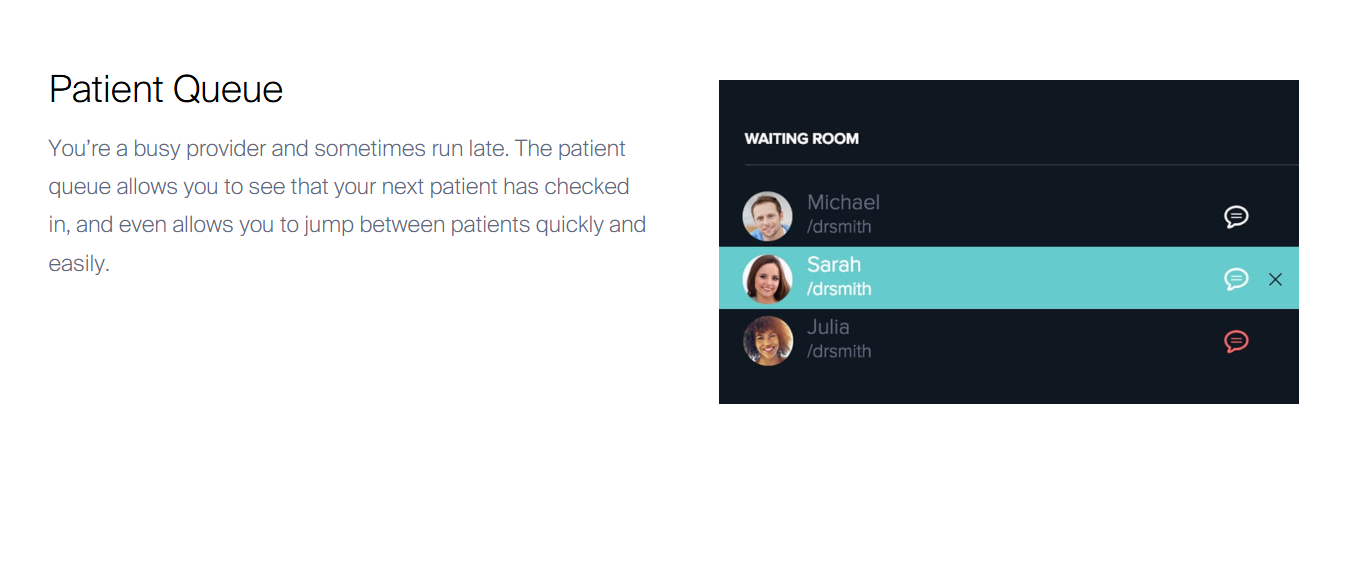 Patient Queue
You’re a busy provider and sometimes run late. The patient
queue allows you to see that your next patient has checked
in, and even allows you to jump between patients quickly and
easily.
WAITING ROOM
Michael
/drsmith
Sarah
/drsmith
Julia
/drsmith